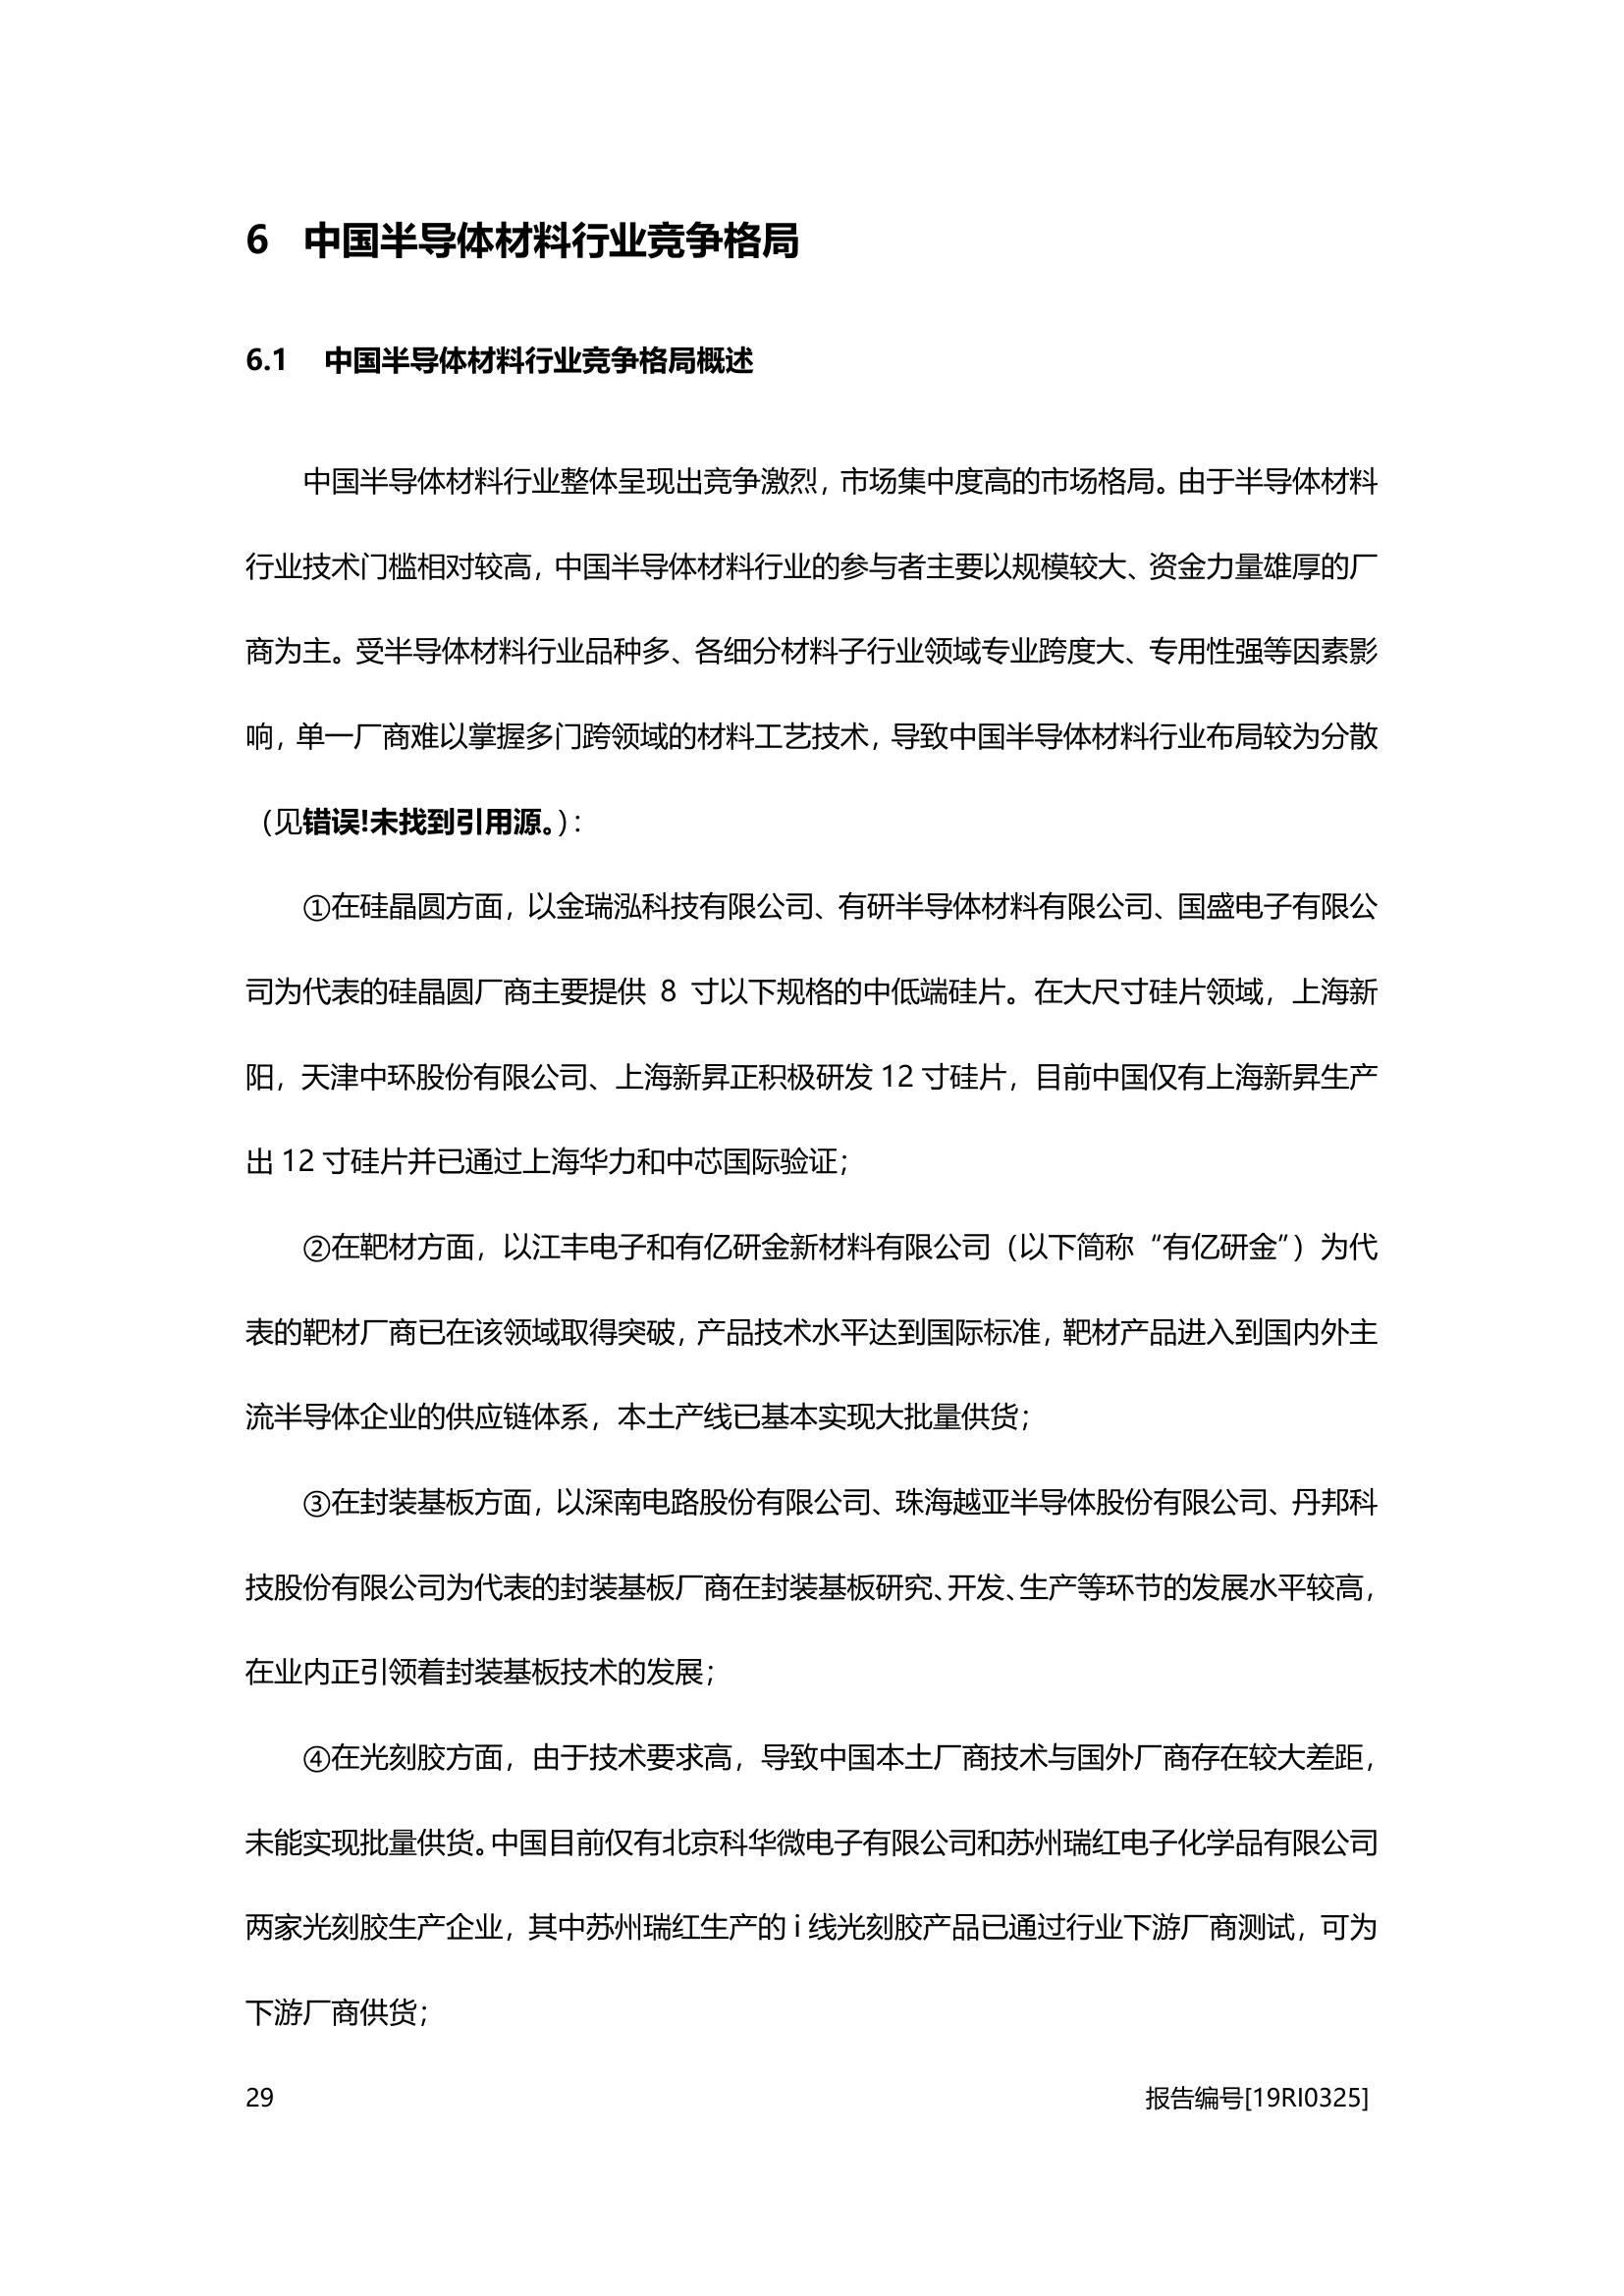 6 中国半导体材料行业竞争格局
6.1 中国半导体材料行业竞争格局概述
中国半导体材料行业整体呈现出竞争激烈，市场集中度高的市场格局。由于半导体材料
行业技术门槛相对较高，中国半导体材料行业的参与者主要以规模较大、资金力量雄厚的厂
商为主。受半导体材料行业品种多、各细分材料子行业领域专业跨度大、专用性强等因素影
响，单一厂商难以掌握多门跨领域的材料工艺技术，导致中国半导体材料行业布局较为分散
（见错误!未找到引用源。）：
①在硅晶圆方面，以金瑞泓科技有限公司、有研半导体材料有限公司、国盛电子有限公
司为代表的硅晶圆厂商主要提供 8 寸以下规格的中低端硅片。在大尺寸硅片领域，上海新
阳，天津中环股份有限公司、上海新昇正积极研发 12 寸硅片，目前中国仅有上海新昇生产
出 12 寸硅片并已通过上海华力和中芯国际验证；
②在靶材方面，以江丰电子和有亿研金新材料有限公司（以下简称“有亿研金”）为代
表的靶材厂商已在该领域取得突破，产品技术水平达到国际标准，靶材产品进入到国内外主
流半导体企业的供应链体系，本土产线已基本实现大批量供货；
③在封装基板方面，以深南电路股份有限公司、珠海越亚半导体股份有限公司、丹邦科
技股份有限公司为代表的封装基板厂商在封装基板研究、开发、生产等环节的发展水平较高，
在业内正引领着封装基板技术的发展；
④在光刻胶方面，由于技术要求高，导致中国本土厂商技术与国外厂商存在较大差距，
未能实现批量供货。中国目前仅有北京科华微电子有限公司和苏州瑞红电子化学品有限公司
两家光刻胶生产企业，其中苏州瑞红生产的 i 线光刻胶产品已通过行业下游厂商测试，可为
下游厂商供货；
29 报告编号[19RI0325]